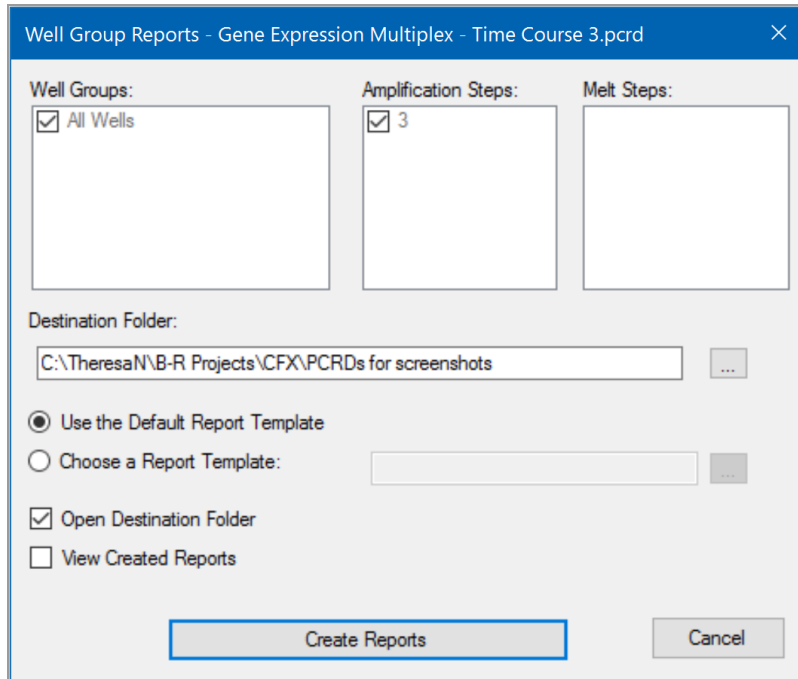 Well Group Reports - Gene Expression Multiplex - Time Course 3.pcrd
Well Groups:
Amplification Steps:
Melt Steps:
All Wells
3
Destination Folder:
C:\TheresaN\B-R Projects\CFX\PCRDs for screenshots
...
Use the Default Report Template
Choose a Report Template:
...
Open Destination Folder
View Created Reports
Create Reports
Cancel